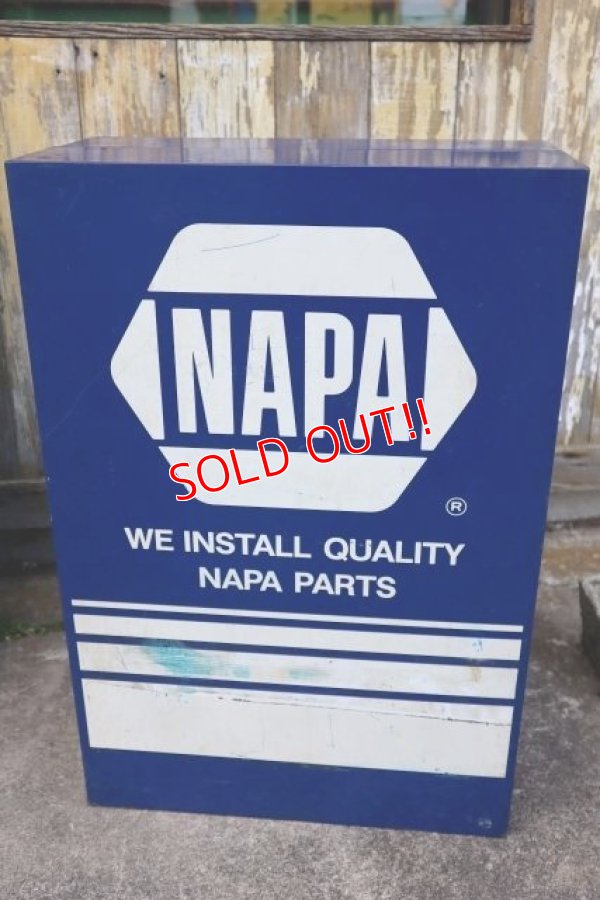 NAPA
SOLD OUT!!
®
WE INSTALL QUALITY
NAPA PARTS